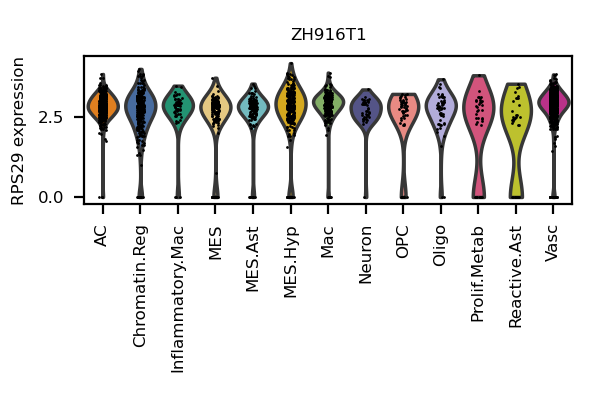 ZH916T1
RPS29 expression
2.5
0.0
AC
Chromatin.Reg
Inflammatory.Mac
MES
MES.Ast
MES.Hyp
Mac
Neuron
OPC
Oligo
Prolif.Metab
Reactive.Ast
Vasc